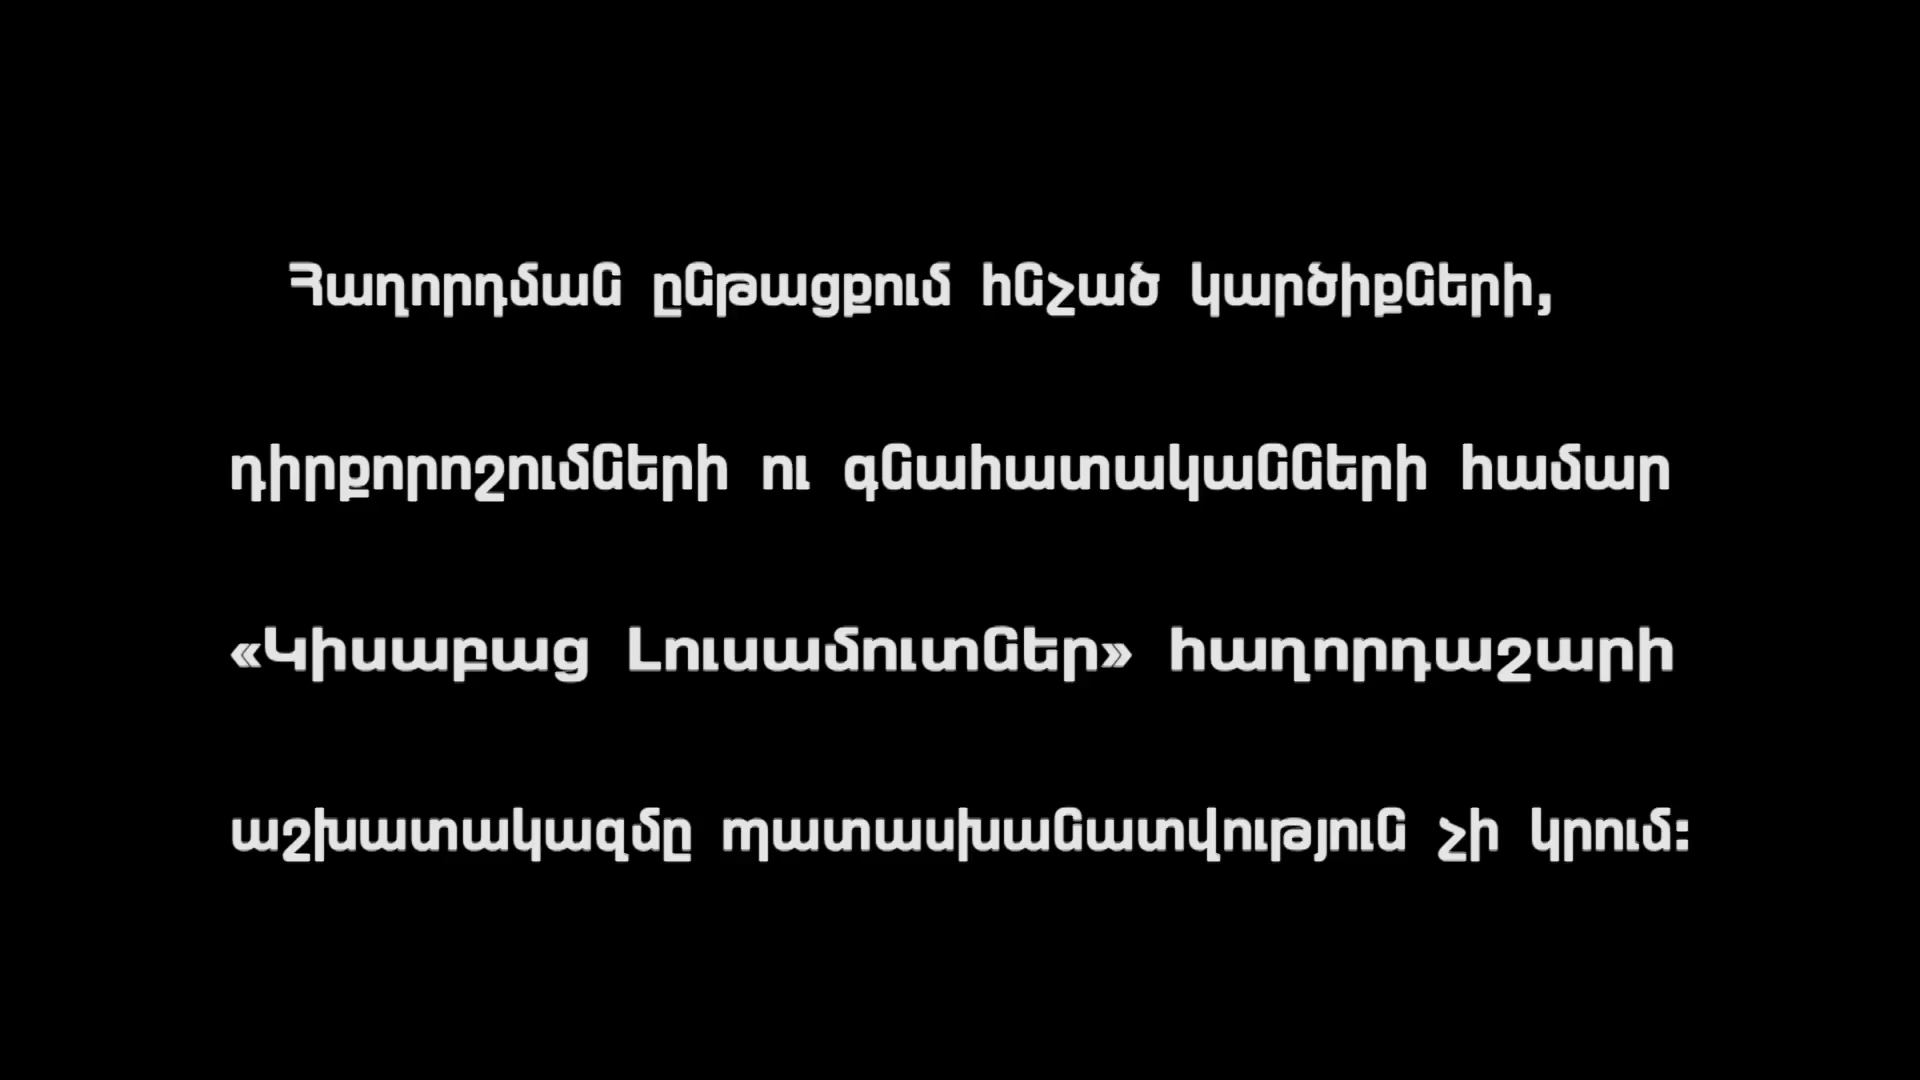 Հաղորդման ընթացքում հնչած կարծիքների,
դիրքորոշումների ու գնահատականների համար
«Կիսաբաց Լուսամուտներ» հաղորդաշարի
աշխատակազմը պատասխանատվություն չի կրում: